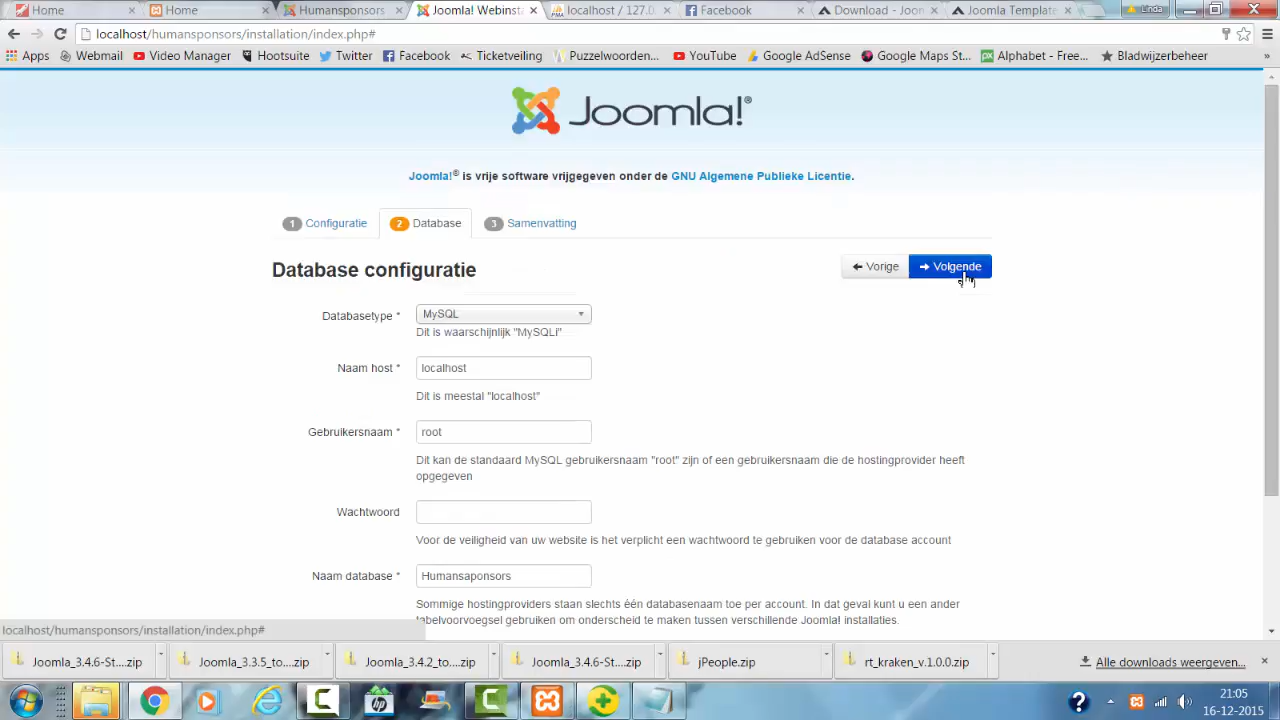 Home
Home
Humansponsors
Joomla! Webinst
localhost / 127.0
Facebook
Download - Joon
Joomla Template
Linda
localhost/humansponsors/installation/index.php#
Apps
Webmail
Video Manager
Hootsuite
Twitter
Facebook
Ticketveiling
Puzzelwoorden...
YouTube
Google AdSense
Google Maps St...
Alphabet - Free...
Bladwijzerbeheer
Joomla!®
Joomla!® is vrije software vrijgegeven onder de GNU Algemene Publieke Licentie.
1 Configuratie
2 Database
3 Samenvatting
Database configuratie
Vorige
Volgende
Databasetype *
MySQL
Dit is waarschijnlijk "MySQLi"
Naam host *
localhost
Dit is meestal "localhost"
Gebruikersnaam *
root
Dit kan de standaard MySQL gebruikersnaam "root" zijn of een gebruikersnaam die de hostingprovider heeft
opgegeven
Wachtwoord
Voor de veiligheid van uw website is het verplicht een wachtwoord te gebruiken voor de database account
Naam database *
Humansaponsors
Sommige hostingproviders staan slechts één databasenaam toe per account. In dat geval kunt u een ander
tabelvoorvoegsel gebruiken om onderscheid te maken tussen verschillende Joomla! installaties.
localhost/humansponsors/installation/index.php#
Joomla_3.4.6-St....zip
Joomla_3.3.5_to....zip
Joomla_3.4.2_to....zip
Joomla_3.4.6-St....zip
jPeople.zip
rt_kraken_v.1.0.0.zip
Alle downloads weergeven...
21:05
16-12-2015